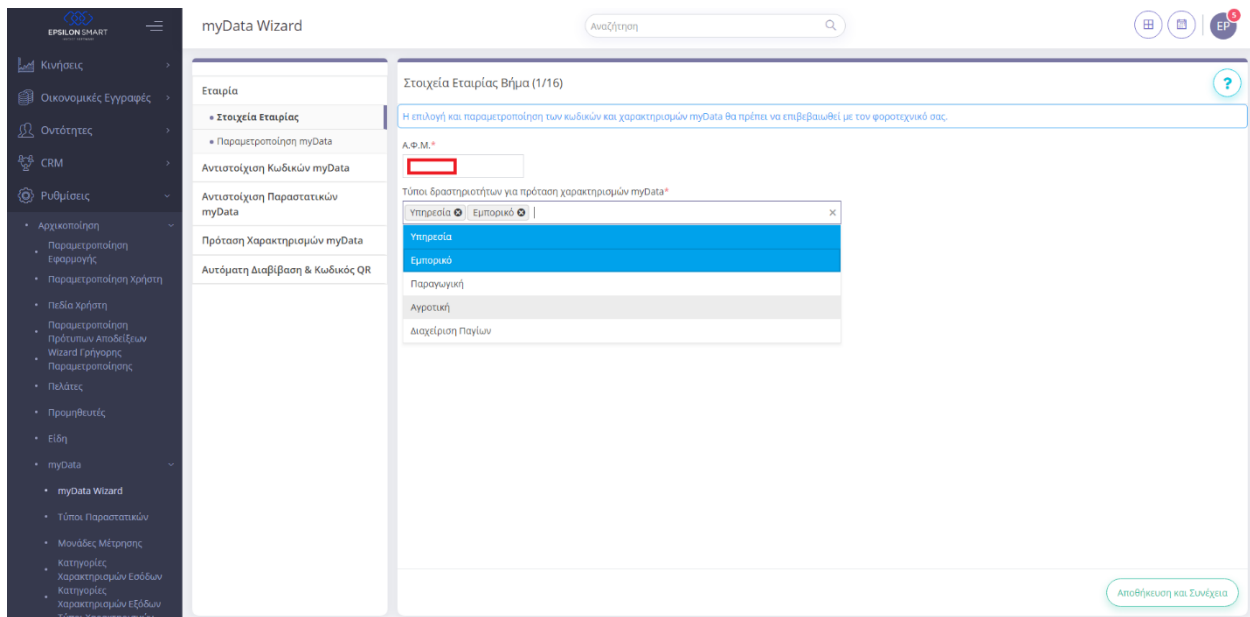 EPSILON SMART
myData Wizard
Αναζήτηση
EP
5
Κινήσεις
Οικονομικές Εγγραφές
Οντότητες
CRM
Ρυθμίσεις
Αρχικοποίηση
Παραμετροποίηση
Εφαρμογής
Παραμετροποίηση Χρήστη
Πεδία Χρήστη
Παραμετροποίηση
Πρότυπων Αποδείξεων
Wizard Γρήγορης
Παραμετροποίησης
Πελάτες
Προμηθευτές
Είδη
myData
myData Wizard
Τύποι Παραστατικών
Μονάδες Μέτρησης
Κατηγορίες
Χαρακτηρισμών Εσόδων
Κατηγορίες
Χαρακτηρισμών Εξόδων
Εταιρία
Στοιχεία Εταιρίας
Παραμετροποίηση myData
Αντιστοίχιση Κωδικών myData
Αντιστοίχιση Παραστατικών
myData
Πρόταση Χαρακτηρισμών myData
Αυτόματη Διαβίβαση & Κωδικός QR
Στοιχεία Εταιρίας Βήμα (1/16)
?
Η επιλογή και παραμετροποίηση των κωδικών και χαρακτηρισμών myData θα πρέπει να επιβεβαιωθεί με τον φοροτεχνικό σας.
Α.Φ.Μ.*
Τύποι δραστηριοτήτων για πρόταση χαρακτηρισμών myData*
Υπηρεσία Εμπορικό
Υπηρεσία
Εμπορικό
Παραγωγική
Αγροτική
Διαχείριση Παγίων
Αποθήκευση και Συνέχεια